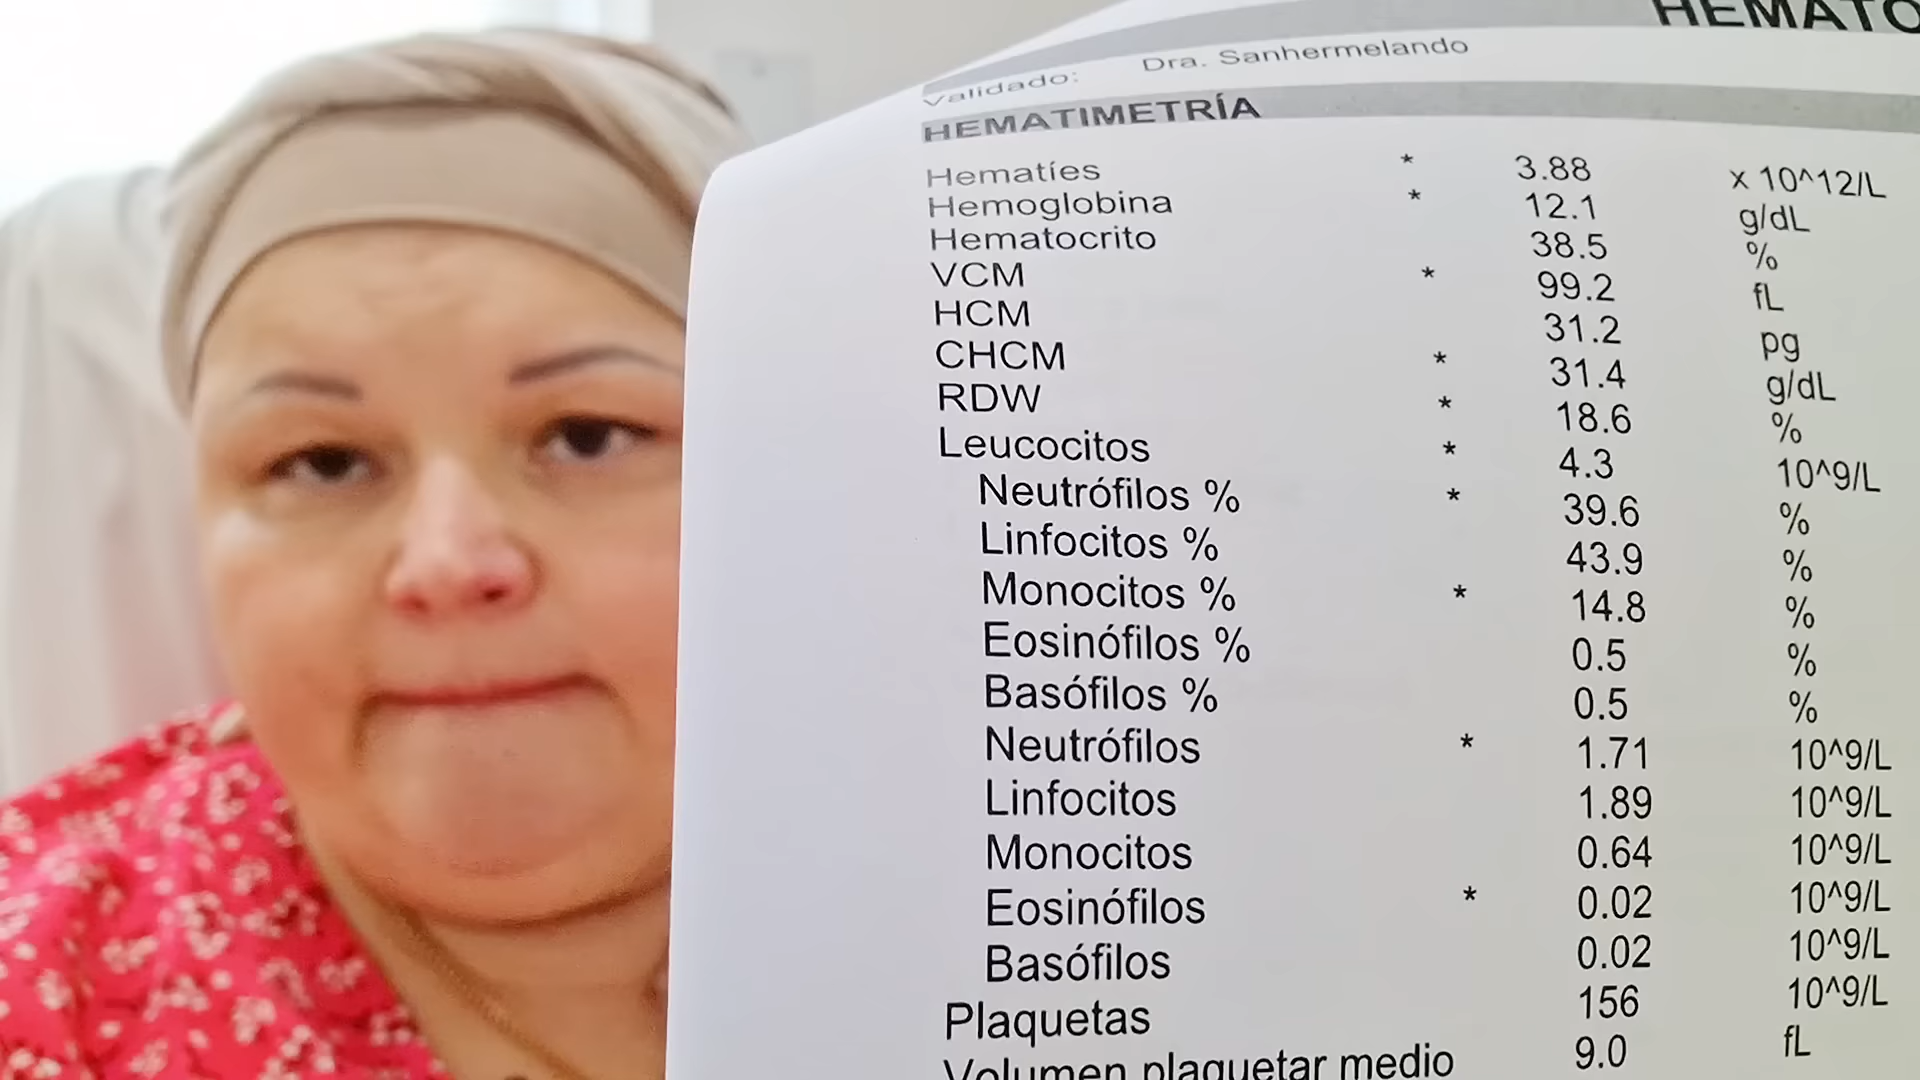 HEMATO
Validado: Dra. Sanhermelando
HEMATIMETRÍA
Hematíes * 3.88 x 10^12/L
Hemoglobina * 12.1 g/dL
Hematocrito 38.5 %
VCM * 99.2 fL
HCM 31.2 pg
CHCM * 31.4 g/dL
RDW * 18.6 %
Leucocitos * 4.3 10^9/L
Neutrófilos % * 39.6 %
Linfocitos % 43.9 %
Monocitos % * 14.8 %
Eosinófilos % 0.5 %
Basófilos % 0.5 %
Neutrófilos * 1.71 10^9/L
Linfocitos 1.89 10^9/L
Monocitos 0.64 10^9/L
Eosinófilos * 0.02 10^9/L
Basófilos 0.02 10^9/L
Plaquetas 156 10^9/L
Volumen plaquetar medio 9.0 fL